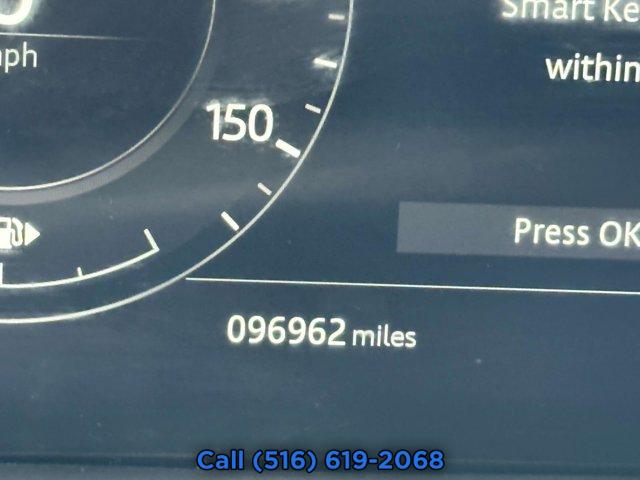 Smart Ke
mph
within
150
Press OK
096962 miles
Call (516) 619-2068